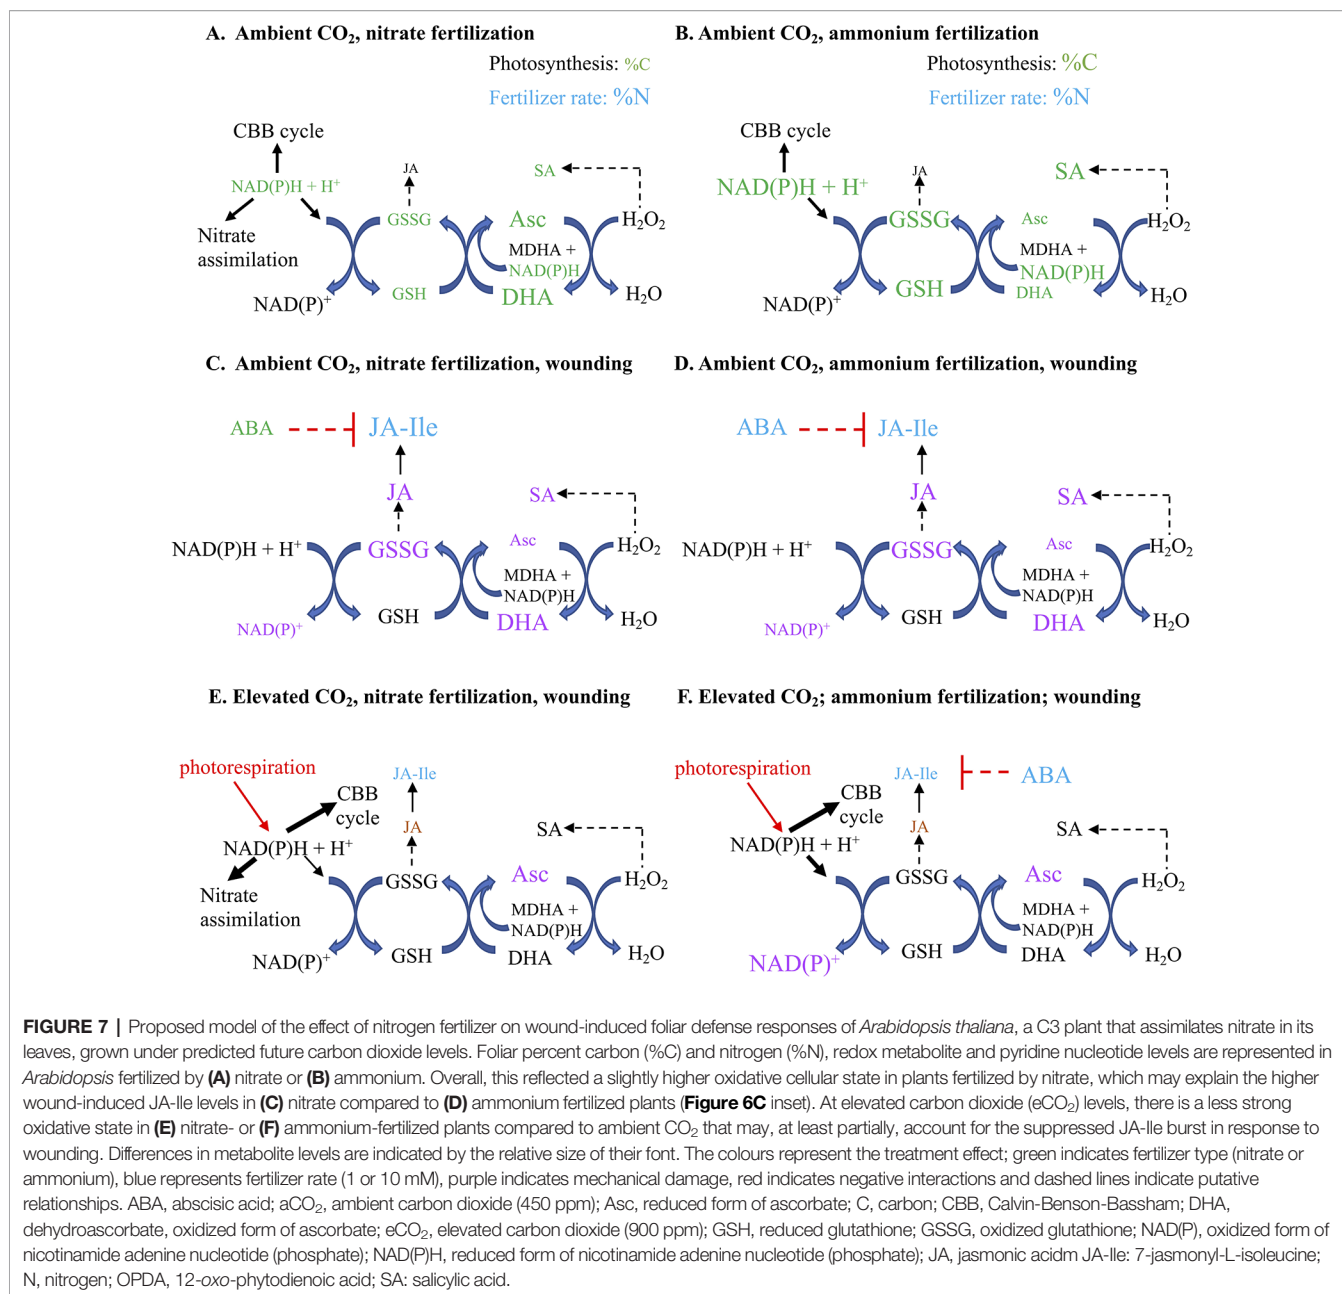 A. Ambient CO2, nitrate fertilization
Photosynthesis: %C
Fertilizer rate: %N
CBB cycle
NAD(P)H + H+
Nitrate
assimilation
NAD(P)+
JA
GSSG
GSH
SA
Asc
MDHA +
NAD(P)H
DHA
H2O2
H2O
B. Ambient CO2, ammonium fertilization
Photosynthesis: %C
Fertilizer rate: %N
CBB cycle
NAD(P)H + H+
NAD(P)+
JA
GSSG
GSH
SA
Asc
MDHA +
NAD(P)H
DHA
H2O2
H2O
C. Ambient CO2, nitrate fertilization, wounding
ABA
JA-Ile
JA
SA
NAD(P)H + H+
GSSG
Asc
H2O2
MDHA +
NAD(P)H
NAD(P)+
GSH
DHA
H2O
D. Ambient CO2, ammonium fertilization, wounding
ABA
JA-Ile
JA
SA
NAD(P)H + H+
GSSG
Asc
H2O2
MDHA +
NAD(P)H
NAD(P)+
GSH
DHA
H2O
E. Elevated CO2, nitrate fertilization, wounding
photorespiration
JA-Ile
CBB
cycle
JA
SA
NAD(P)H + H+
Nitrate
assimilation
GSSG
Asc
H2O2
MDHA +
NAD(P)H
NAD(P)+
GSH
DHA
H2O
F. Elevated CO2; ammonium fertilization; wounding
photorespiration
JA-Ile
ABA
CBB
cycle
JA
SA
NAD(P)H + H+
GSSG
Asc
H2O2
MDHA +
NAD(P)H
NAD(P)+
GSH
DHA
H2O
FIGURE 7 | Proposed model of the effect of nitrogen fertilizer on wound-induced foliar defense responses of Arabidopsis thaliana, a C3 plant that assimilates nitrate in its
leaves, grown under predicted future carbon dioxide levels. Foliar percent carbon (%C) and nitrogen (%N), redox metabolite and pyridine nucleotide levels are represented in
Arabidopsis fertilized by (A) nitrate or (B) ammonium. Overall, this reflected a slightly higher oxidative cellular state in plants fertilized by nitrate, which may explain the higher
wound-induced JA-Ile levels in (C) nitrate compared to (D) ammonium fertilized plants (Figure 6C inset). At elevated carbon dioxide (eCO2) levels, there is a less strong
oxidative state in (E) nitrate- or (F) ammonium-fertilized plants compared to ambient CO2 that may, at least partially, account for the suppressed JA-Ile burst in response to
wounding. Differences in metabolite levels are indicated by the relative size of their font. The colours represent the treatment effect; green indicates fertilizer type (nitrate or
ammonium), blue represents fertilizer rate (1 or 10 mM), purple indicates mechanical damage, red indicates negative interactions and dashed lines indicate putative
relationships. ABA, abscisic acid; aCO2, ambient carbon dioxide (450 ppm); Asc, reduced form of ascorbate; C, carbon; CBB, Calvin-Benson-Bassham; DHA,
dehydroascorbate, oxidized form of ascorbate; eCO2, elevated carbon dioxide (900 ppm); GSH, reduced glutathione; GSSG, oxidized glutathione; NAD(P), oxidized form of
nicotinamide adenine nucleotide (phosphate); NAD(P)H, reduced form of nicotinamide adenine nucleotide (phosphate); JA, jasmonic acidm JA-Ile: 7-jasmonyl-L-isoleucine;
N, nitrogen; OPDA, 12-oxo-phytodienoic acid; SA: salicylic acid.